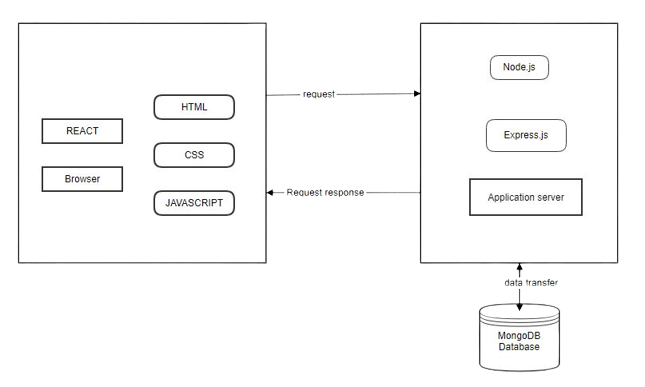 Node.js
request
HTML
REACT
Express.js
CSS
Browser
Request response
Application server
JAVASCRIPT
data transfer
MongoDB
Database